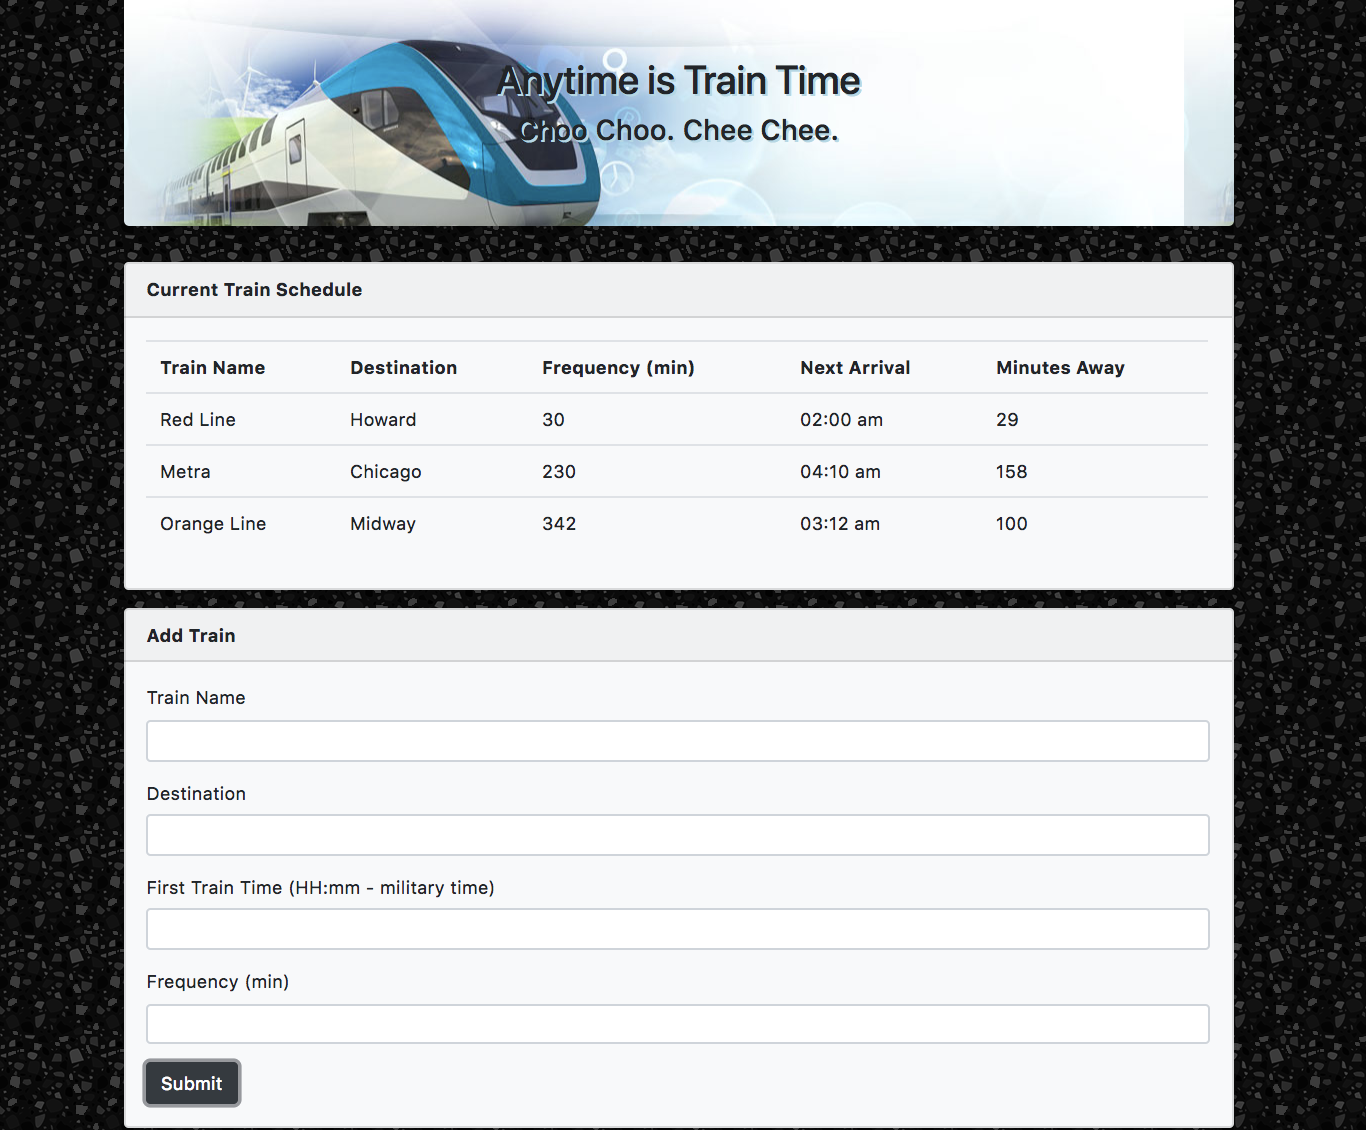 Anytime is Train Time
Choo Choo. Chee Chee.
Current Train Schedule
Train Name Destination Frequency (min) Next Arrival Minutes Away
Red Line Howard 30 02:00 am 29
Metra Chicago 230 04:10 am 158
Orange Line Midway 342 03:12 am 100
Add Train
Train Name
Destination
First Train Time (HH:mm - military time)
Frequency (min)
Submit